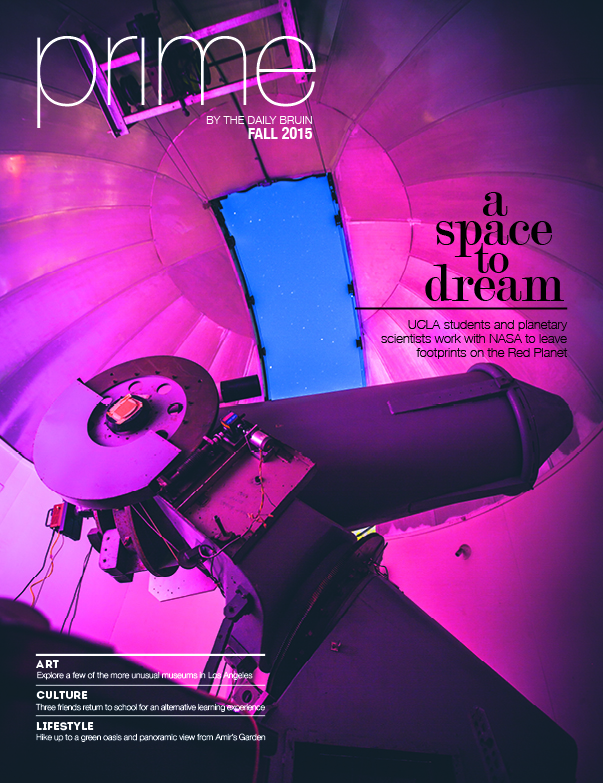 prime
BY THE DAILY BRUIN
FALL 2015
a
space
to
dream
UCLA students and planetary
scientists work with NASA to leave
footprints on the Red Planet
ART
Explore a few of the more unusual museums in Los Angeles
CULTURE
Three friends return to school for an alternative learning experience
LIFESTYLE
Hike up to a green oasis and panoramic view from Amir's Garden